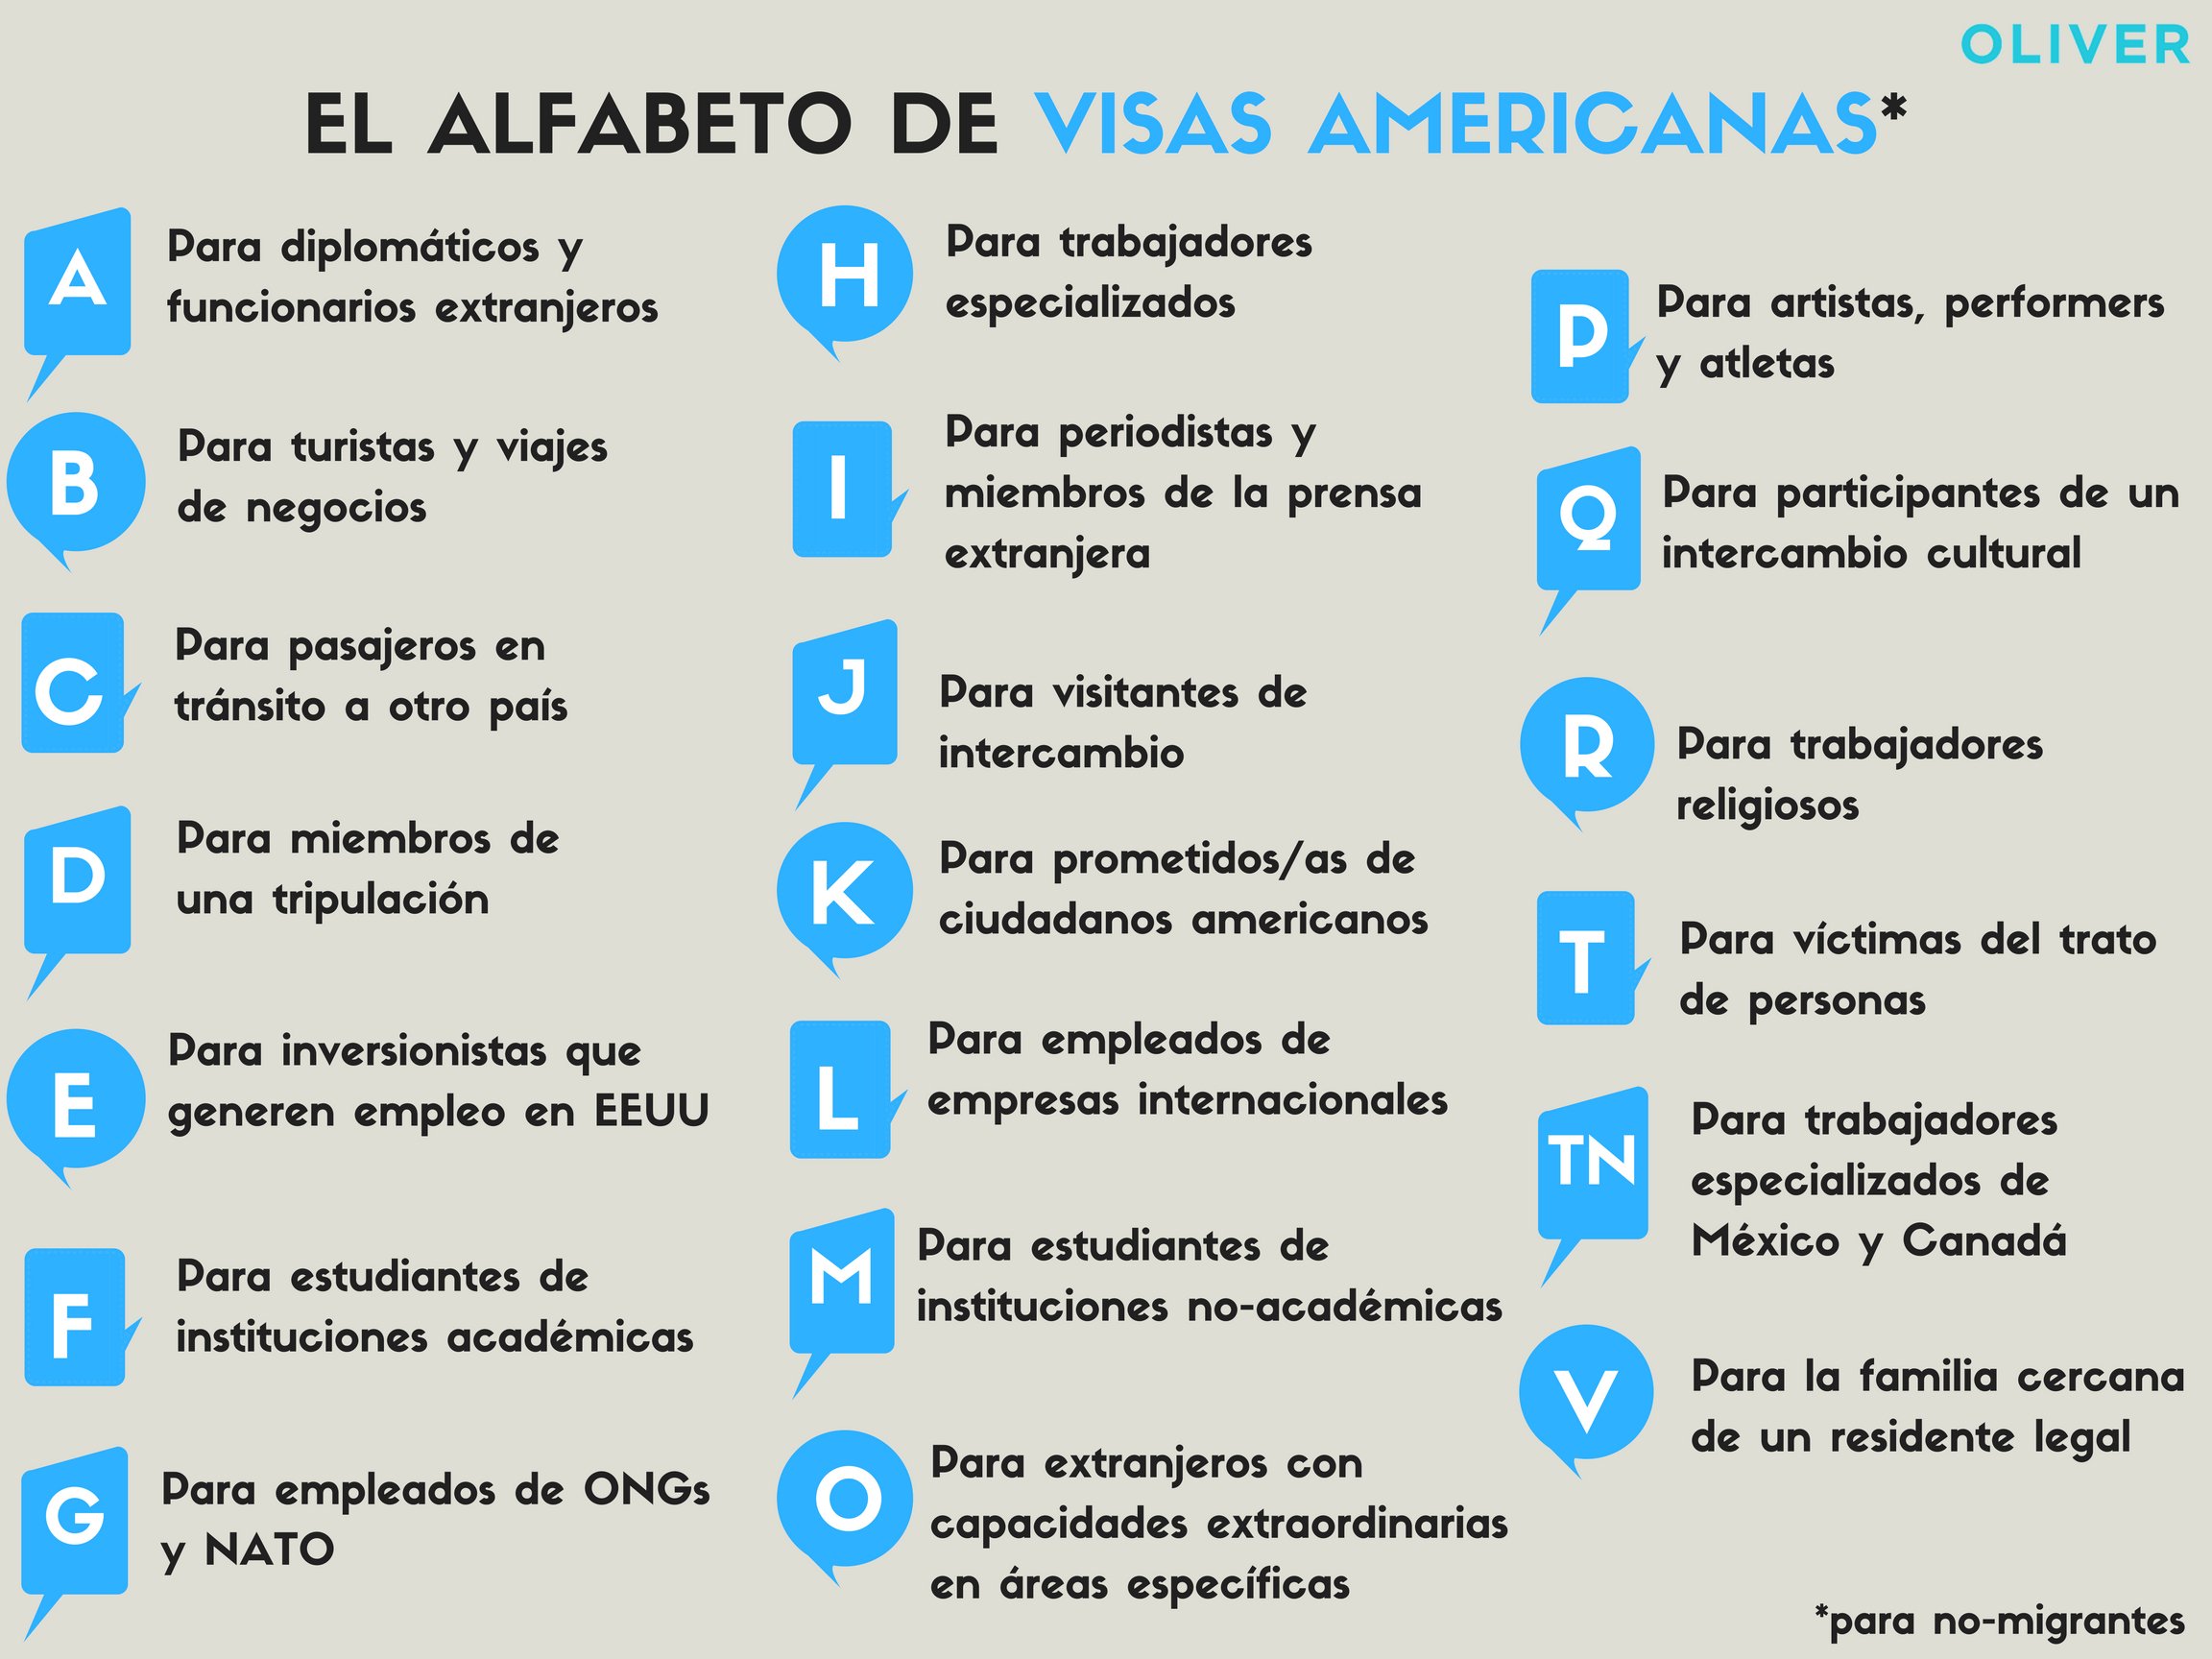 OLIVER
EL ALFABETO DE VISAS AMERICANAS*
A
Para diplomáticos y
funcionarios extranjeros
B
Para turistas y viajes
de negocios
C
Para pasajeros en
tránsito a otro país
D
Para miembros de
una tripulación
E
Para inversionistas que
generen empleo en EEUU
F
Para estudiantes de
instituciones académicas
G
Para empleados de ONGs
y NATO
H
Para trabajadores
especializados
I
Para periodistas y
miembros de la prensa
extranjera
J
Para visitantes de
intercambio
K
Para prometidos/as de
ciudadanos americanos
L
Para empleados de
empresas internacionales
M
Para estudiantes de
instituciones no-académicas
O
Para extranjeros con
capacidades extraordinarias
en áreas específicas
P
Para artistas, performers
y atletas
Q
Para participantes de un
intercambio cultural
R
Para trabajadores
religiosos
T
Para víctimas del trato
de personas
TN
Para trabajadores
especializados de
México y Canadá
V
Para la familia cercana
de un residente legal
*para no-migrantes